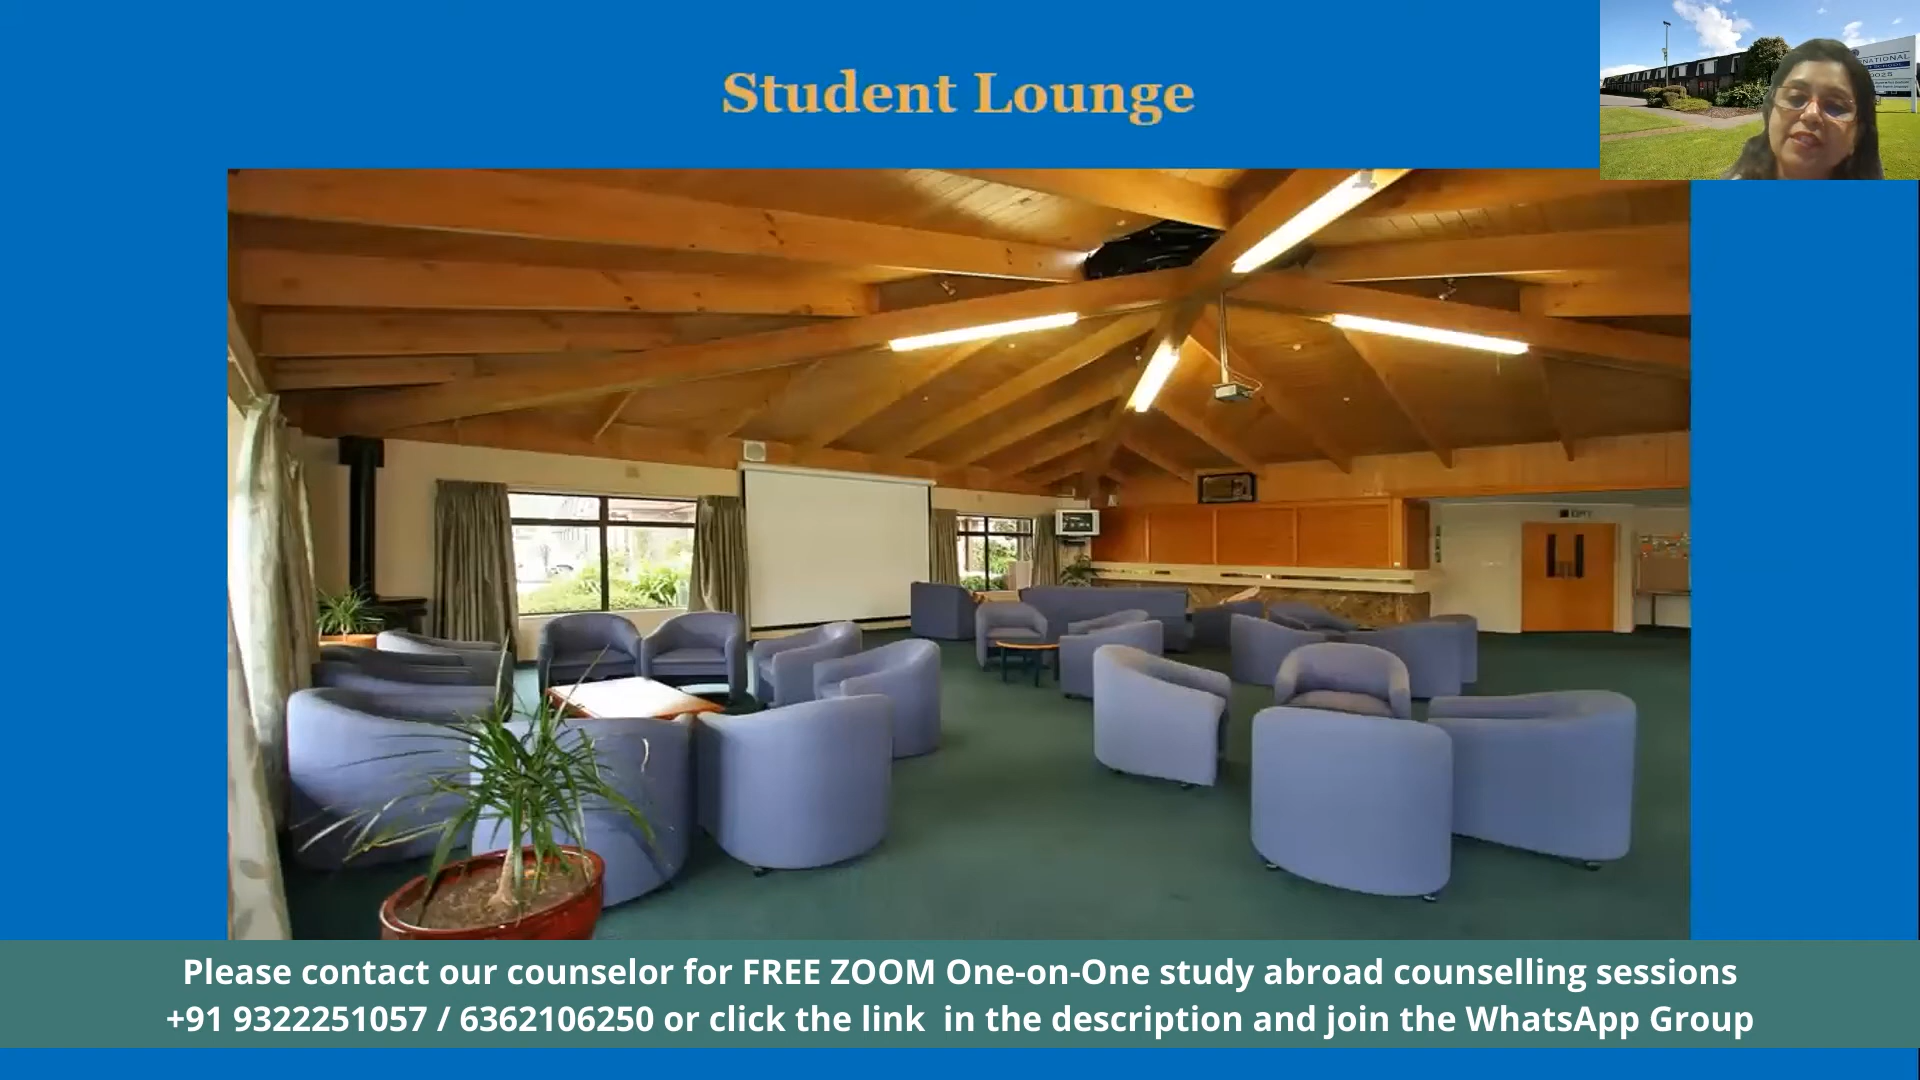 Student Lounge
NATIONAL
Please contact our counselor for FREE ZOOM One-on-One study abroad counselling sessions
+91 9322251057 / 6362106250 or click the link  in the description and join the WhatsApp Group